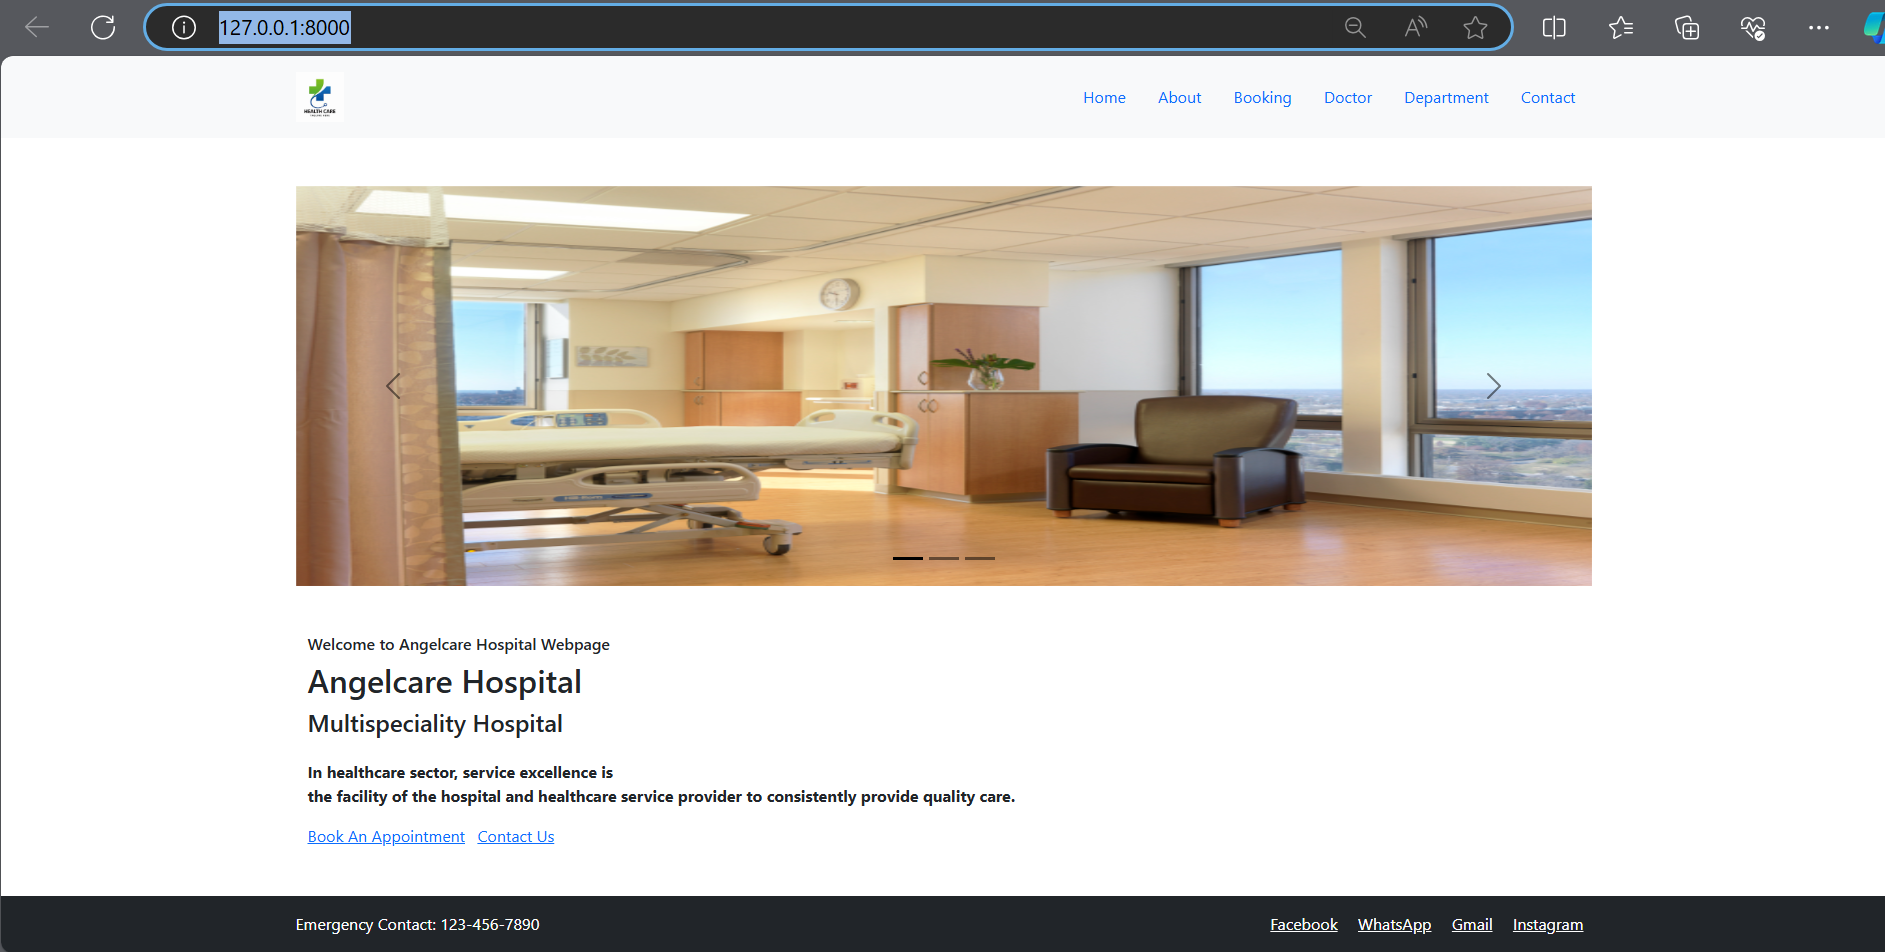 127.0.0.1:8000
HEALTH CARE
Home About Booking Doctor Department Contact
Welcome to Angelcare Hospital Webpage
Angelcare Hospital
Multispeciality Hospital
In healthcare sector, service excellence is
the facility of the hospital and healthcare service provider to consistently provide quality care.
Book An Appointment Contact Us
Emergency Contact: 123-456-7890 Facebook WhatsApp Gmail Instagram